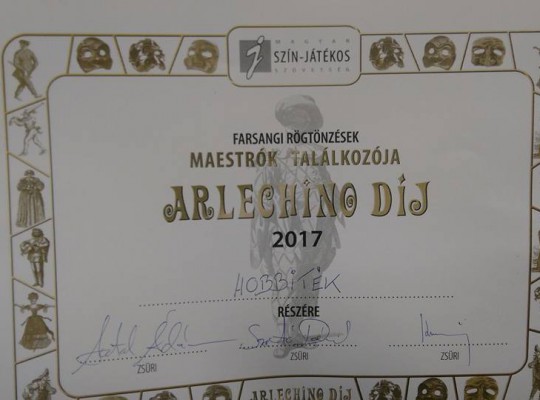 MAGYAR
SZÍN-JÁTÉKOS
SZÖVETSÉG
FARSANGI RÖGTÖNZÉSEK
MAESTRÓK TALÁLKOZÓJA
ARLECHINO DÍJ
2017
HOBBITÉK
RÉSZÉRE
ZSŰRI ZSŰRI ZSŰRI
ARLECHINO DÍJ